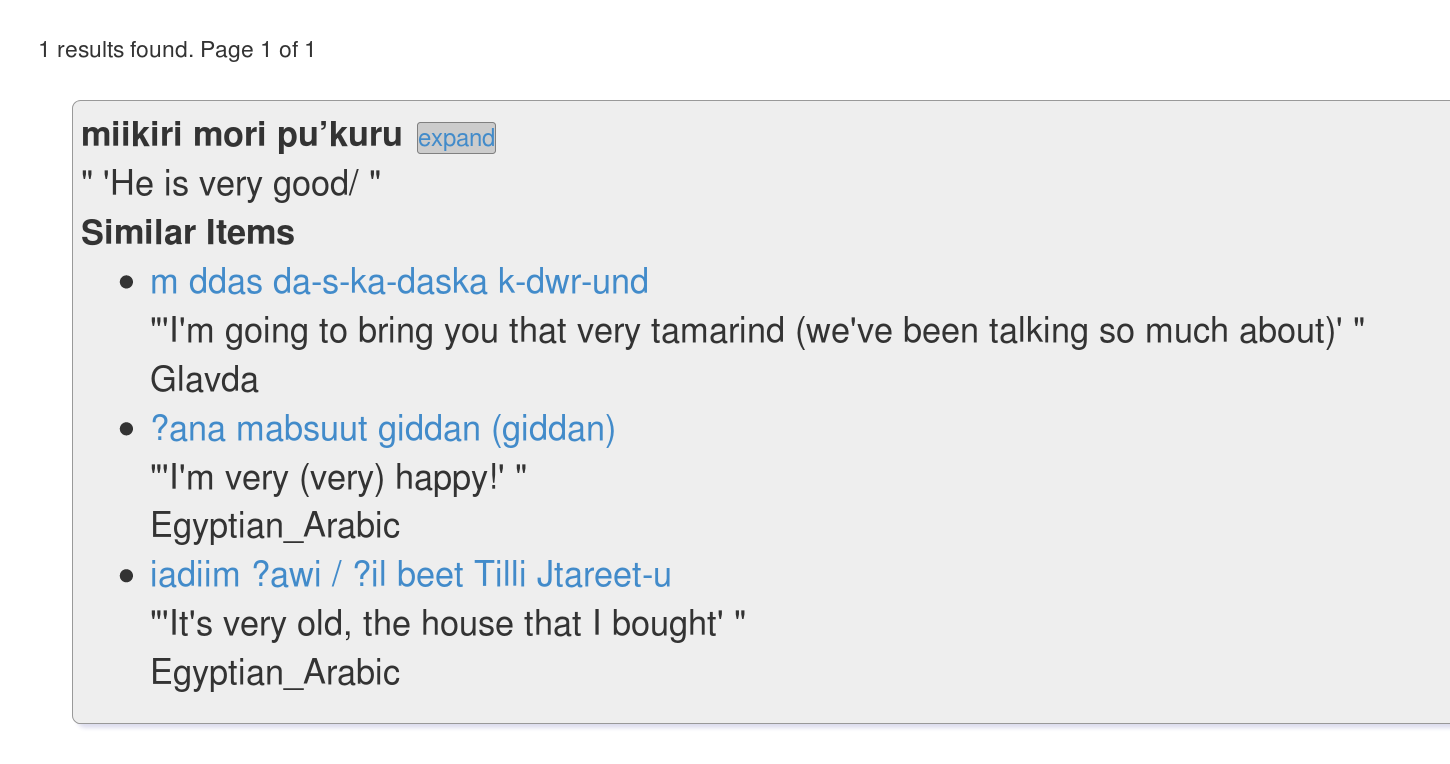 1 results found. Page 1 of 1
miikiri mori pu’kuru expand
" 'He is very good/ "
Similar Items
m ddas da-s-ka-daska k-dwr-und
"'I'm going to bring you that very tamarind (we've been talking so much about)' "
Glavda
?ana mabsuut giddan (giddan)
"'I'm very (very) happy!' "
Egyptian_Arabic
iadiim ?awi / ?il beet Tilli Jtareet-u
"'It's very old, the house that I bought' "
Egyptian_Arabic